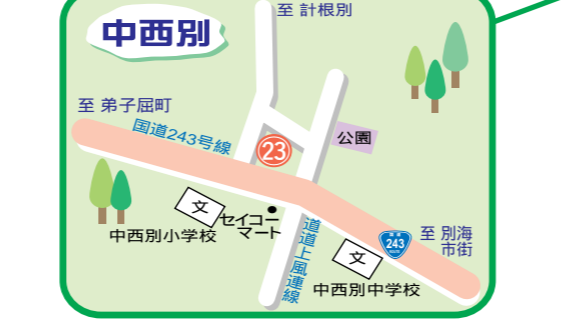 至 計根別
中西別
至 弟子屈町
国道243号線
23
公園
文
セイコー
マート
中西別小学校
道道上風連線
文
243
至 別海
市街
中西別中学校